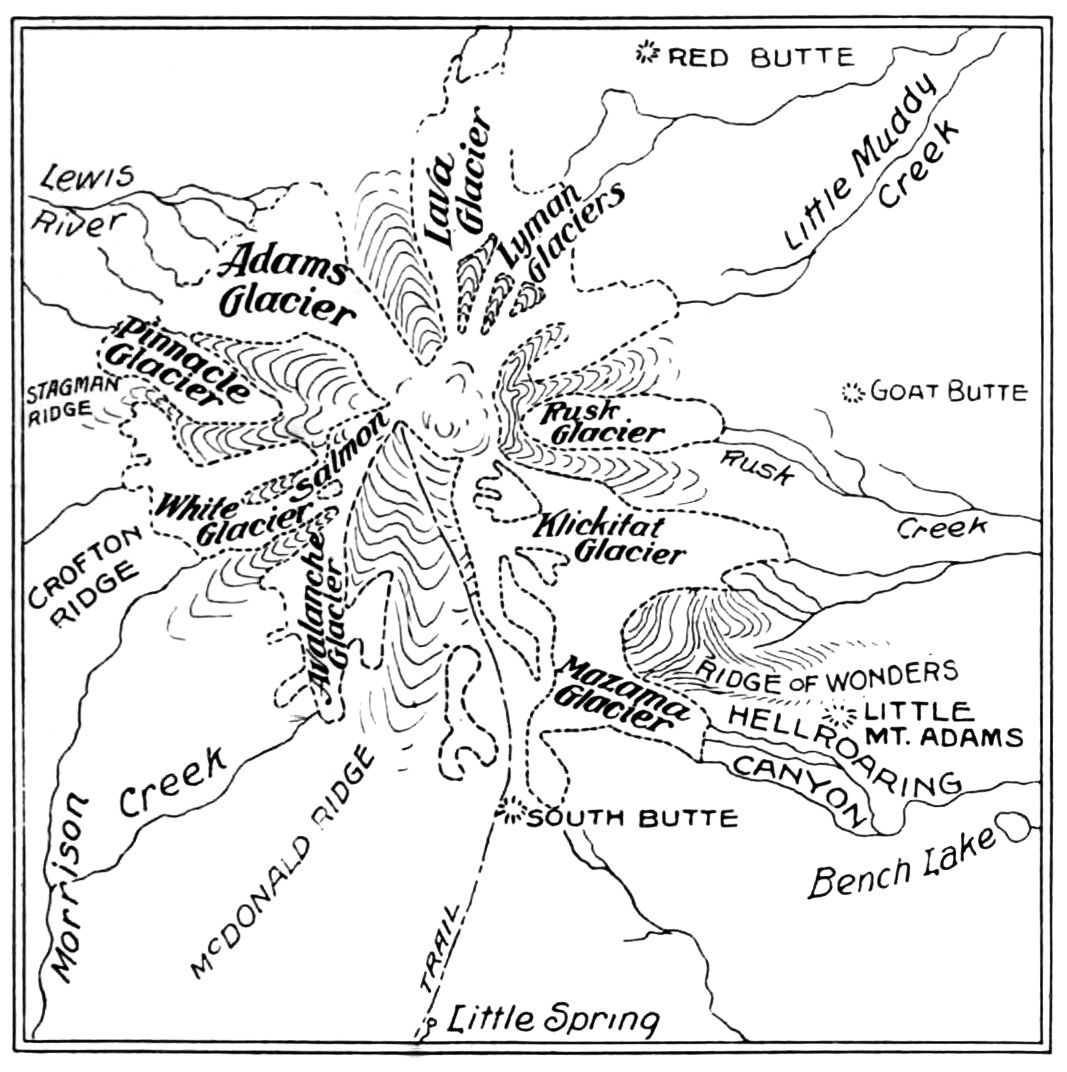 RED BUTTE
Little Muddy
Creek
Lewis
River
Lava
Glacier
Lyman
Glaciers
Adams
Glacier
Pinnacle
Glacier
STAGMAN
RIDGE
GOAT BUTTE
Rusk
Glacier
Rusk
Creek
White Salmon
Glacier
Klickitat
Glacier
CROFTON
RIDGE
Avalanche
Glacier
Mazama
Glacier
RIDGE OF WONDERS
LITTLE
MT. ADAMS
HELLROARING
CANYON
Morrison
Creek
McDONALD RIDGE
SOUTH BUTTE
Bench Lake
TRAIL
Little Spring